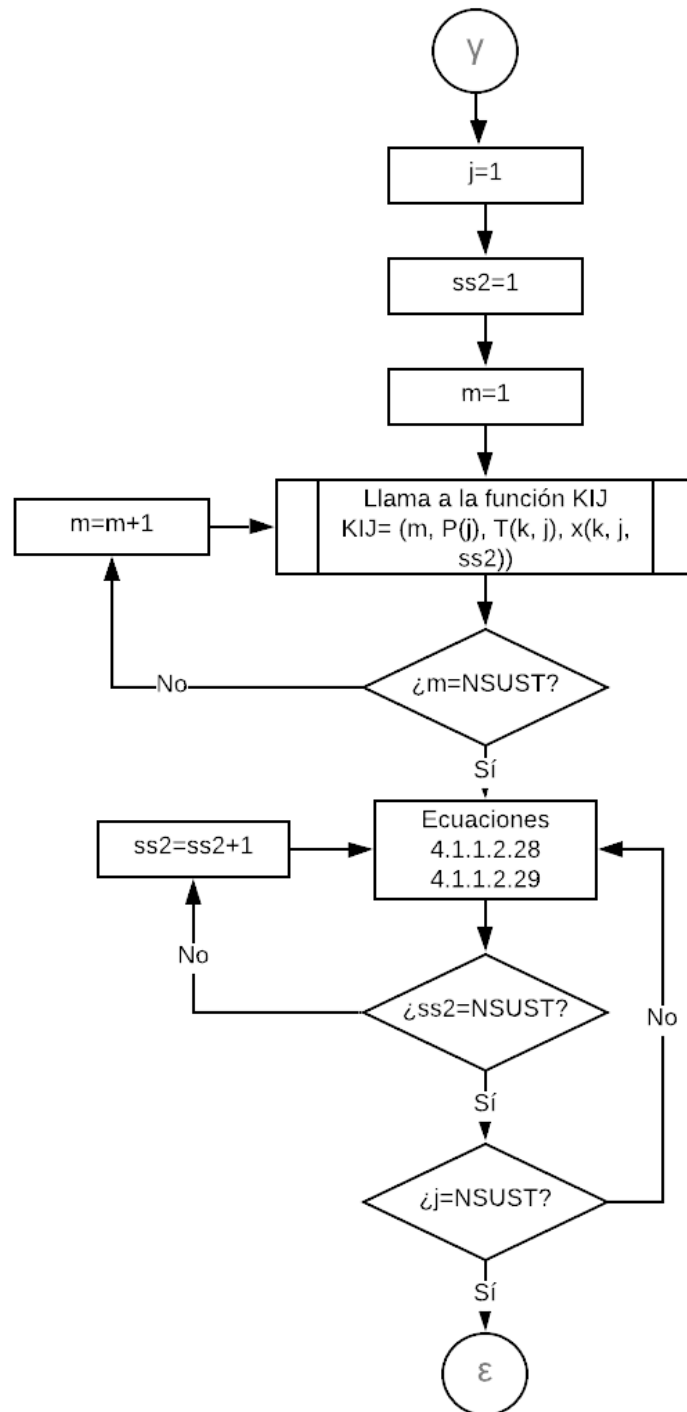 γ
j=1
ss2=1
m=1
Llama a la función KIJ
KIJ= (m, P(j), T(k, j), x(k, j,
ss2))
m=m+1
¿m=NSUST?
No
Sí
Ecuaciones
4.1.1.2.28
4.1.1.2.29
ss2=ss2+1
No
¿ss2=NSUST?
No
Sí
¿j=NSUST?
Sí
ε